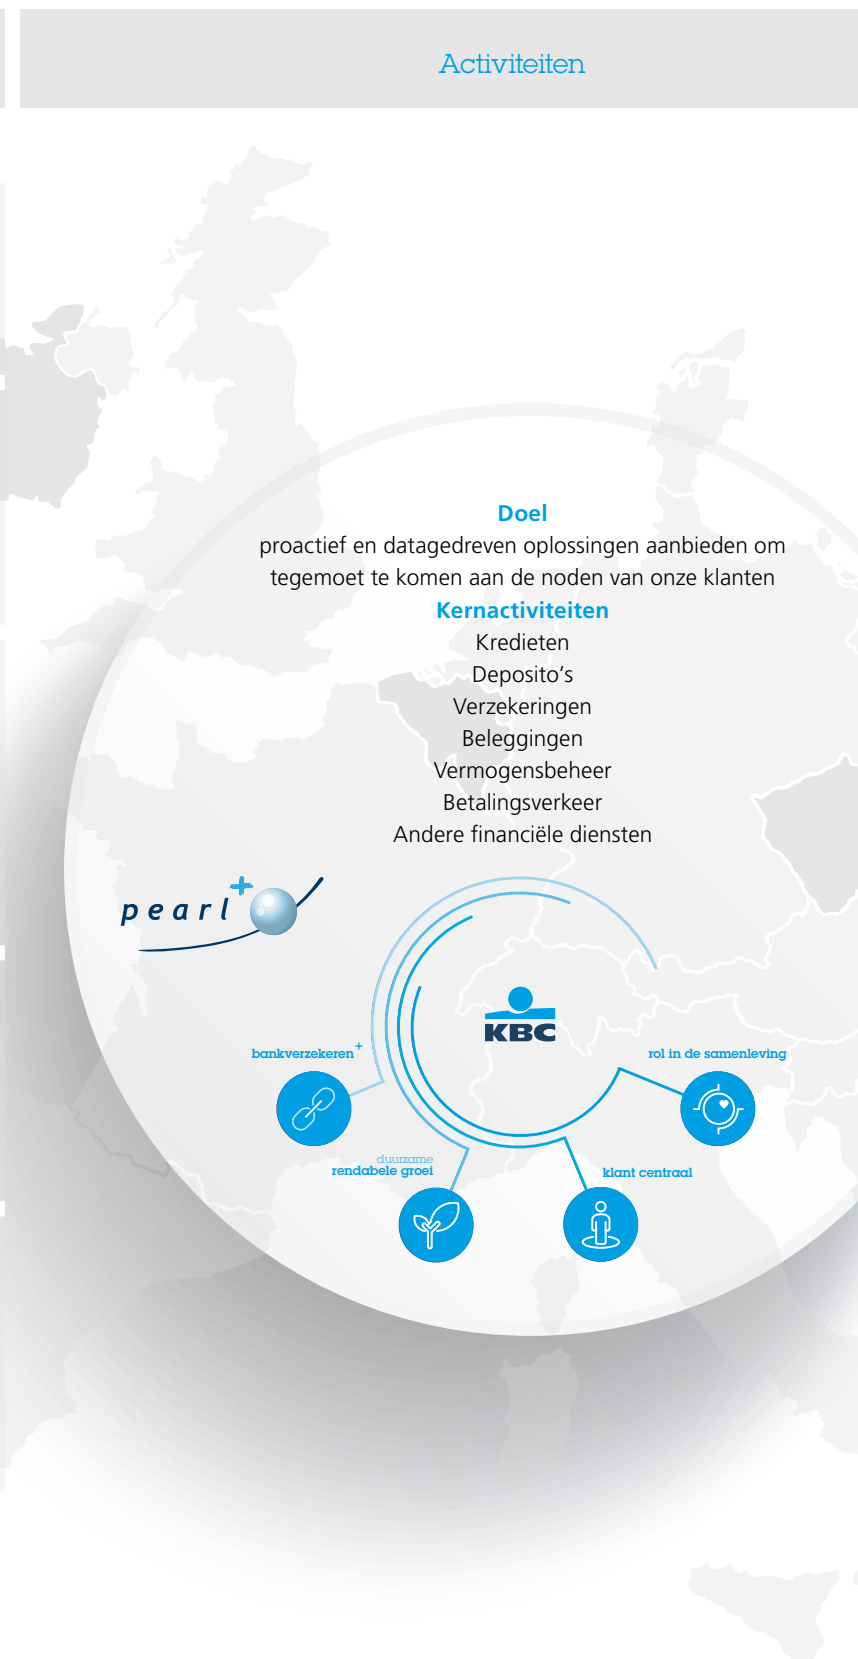 Activiteiten
Doel
proactief en datagedreven oplossingen aanbieden om
tegemoet te komen aan de noden van onze klanten
Kernactiviteiten
Kredieten
Deposito’s
Verzekeringen
Beleggingen
Vermogensbeheer
Betalingsverkeer
Andere financiële diensten
pearl+
KBC
bankverzekeren+
rol in de samenleving
duurzame
rendabele groei
klant centraal